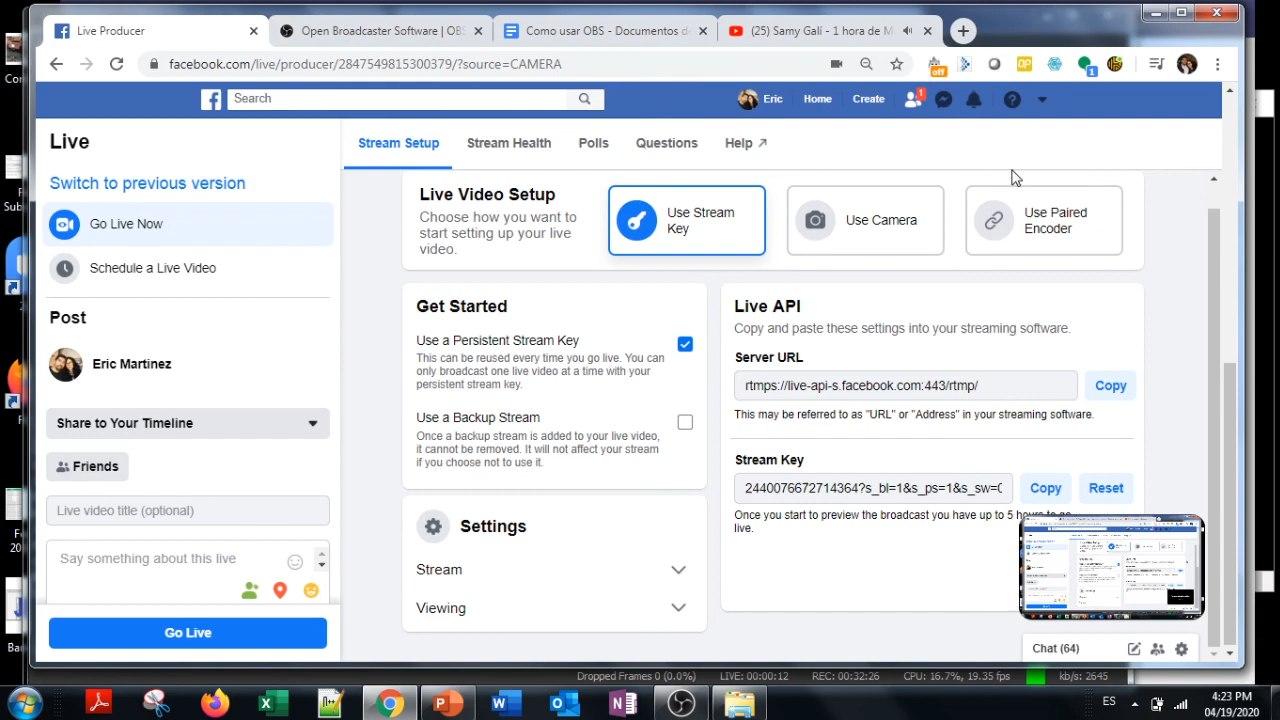 Live Producer
Open Broadcaster Software | OBS
Como usar OBS - Documentos d
(25) Samy Galí - 1 hora de M
facebook.com/live/producer/2847549815300379/?source=CAMERA
off
OP
1
Search
Eric
Home
Create
1
Live
Switch to previous version
Go Live Now
Schedule a Live Video
Post
Eric Martinez
Share to Your Timeline
Friends
Live video title (optional)
Say something about this live
Go Live
Stream Setup
Stream Health
Polls
Questions
Help
Live Video Setup
Choose how you want to
start setting up your live
video.
Use Stream
Key
Use Camera
Use Paired
Encoder
Get Started
Use a Persistent Stream Key
This can be reused every time you go live. You can
only broadcast one live video at a time with your
persistent stream key.
Use a Backup Stream
Once a backup stream is added to your live video,
it cannot be removed. It will not affect your stream
if you choose not to use it.
Settings
Stream
Viewing
Live API
Copy and paste these settings into your streaming software.
Server URL
rtmps://live-api-s.facebook.com:443/rtmp/
Copy
This may be referred to as "URL" or "Address" in your streaming software.
Stream Key
2440076672714364?s_bl=1&s_ps=1&s_sw=0
Copy
Reset
Once you start to preview the broadcast you have up to 5 hours to go
live.
Chat (64)
Dropped Frames 0 (0.0%)
LIVE: 00:00:12
REC: 00:32:26
CPU: 16.7%, 19.35 fps
kb/s: 2645
ES
4:23 PM
04/19/2020